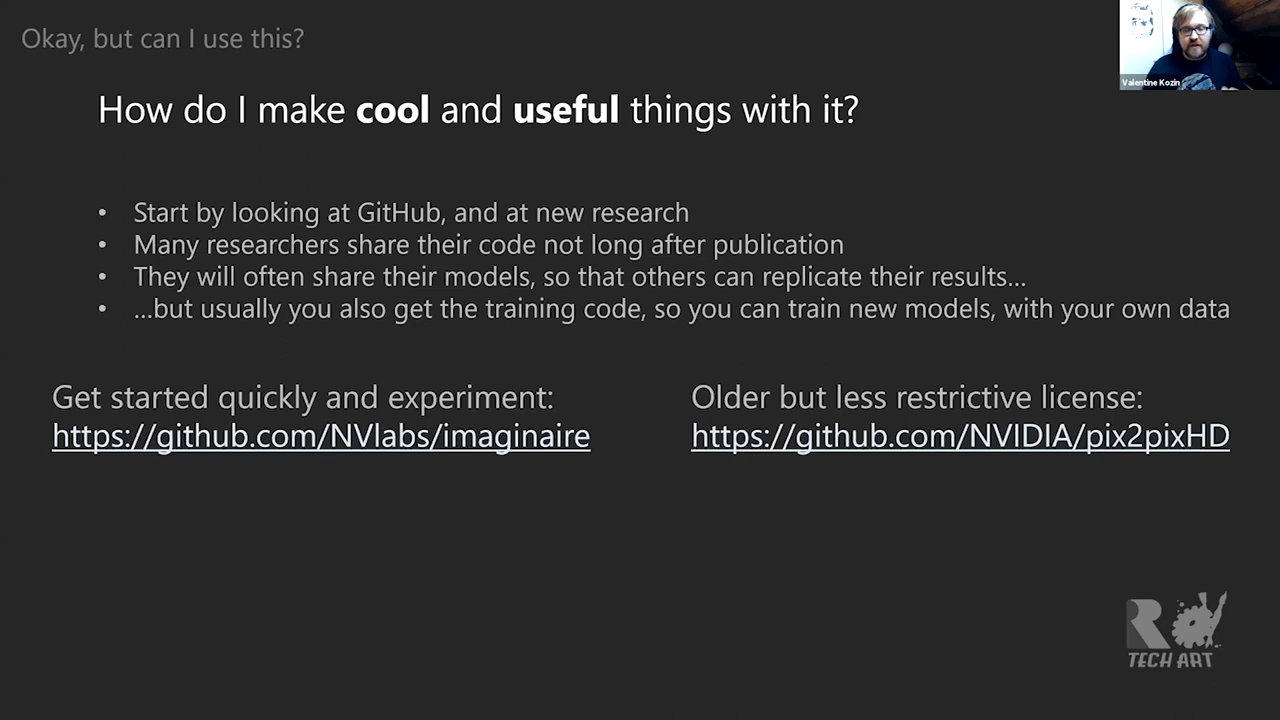 Okay, but can I use this?
Valentine Kozin
How do I make cool and useful things with it?
• Start by looking at GitHub, and at new research
• Many researchers share their code not long after publication
• They will often share their models, so that others can replicate their results...
• ...but usually you also get the training code, so you can train new models, with your own data
Get started quickly and experiment:
https://github.com/NVlabs/imaginaire
Older but less restrictive license:
https://github.com/NVIDIA/pix2pixHD
R
TECH ART